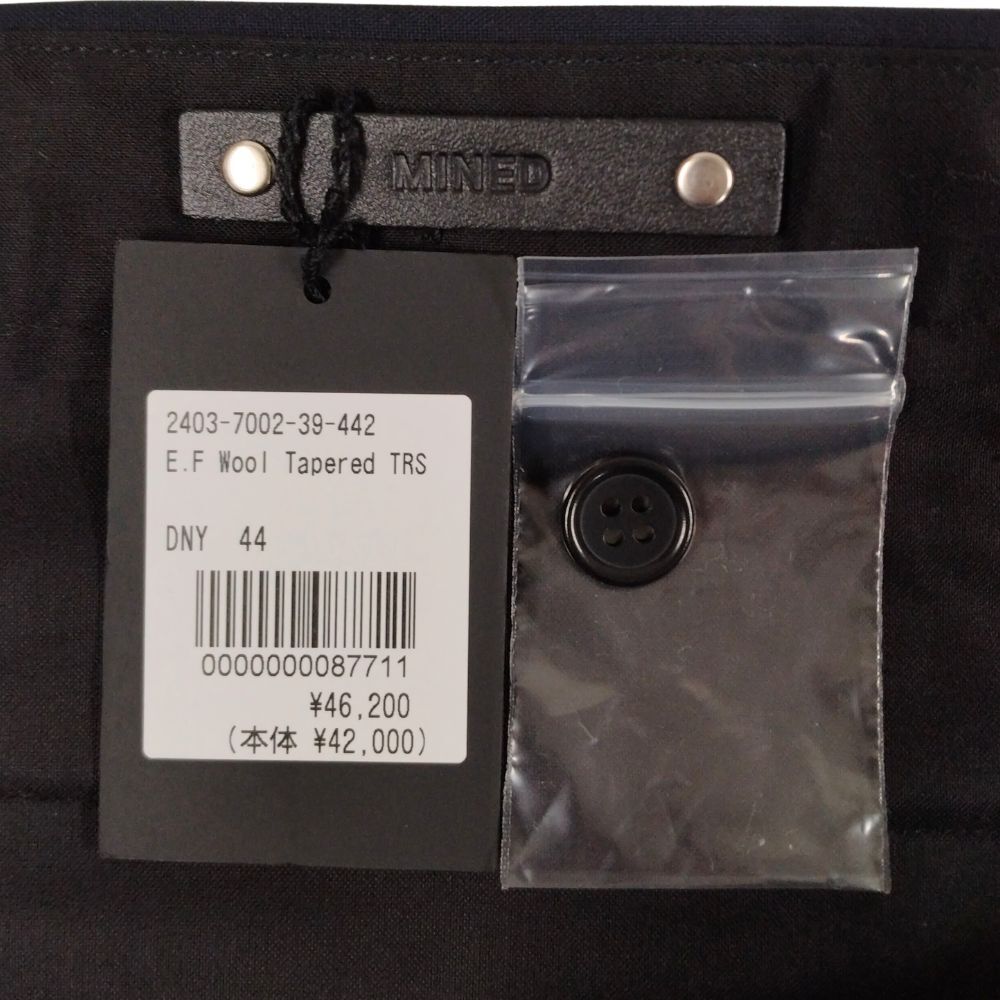 MINED
2403-7002-39-442
E.F Wool Tapered TRS
DNY 44
0000000087711
¥46,200
(本体 ¥42,000)